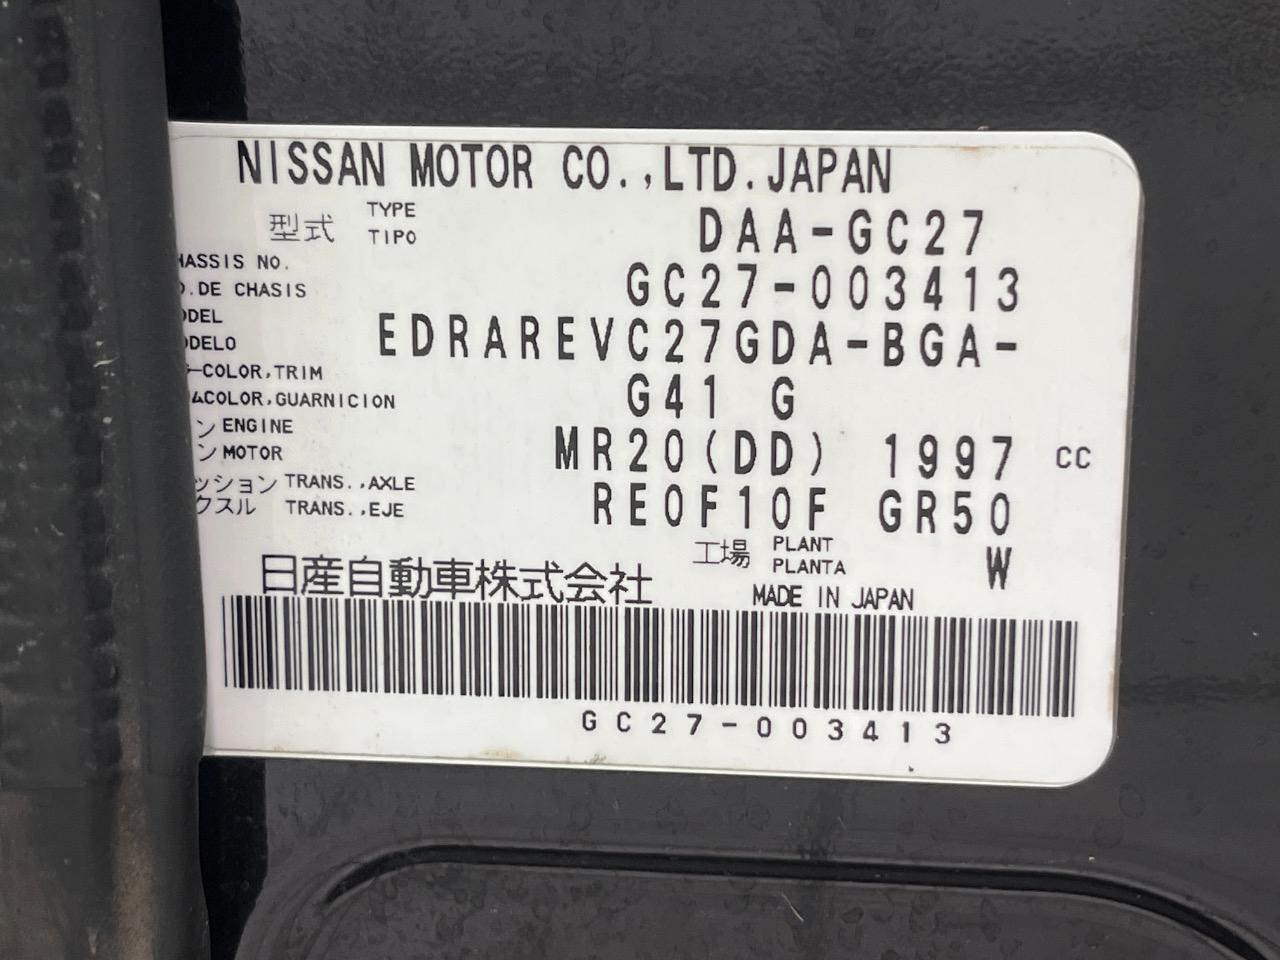 NISSAN MOTOR CO.,LTD.JAPAN
型式 TYPE TIPO DAA-GC27
HASSIS NO.
O.DE CHASIS GC27-003413
ODEL
ODELO EDRAREVC27GDA-BGA-
COLOR,TRIM
COLOR,GUARNICION G41 G
ン ENGINE
ン MOTOR MR20(DD) 1997 CC
ッション TRANS.,AXLE
クスル TRANS.,EJE RE0F10F GR50
工場 PLANT PLANTA W
日産自動車株式会社 MADE IN JAPAN
GC27-003413